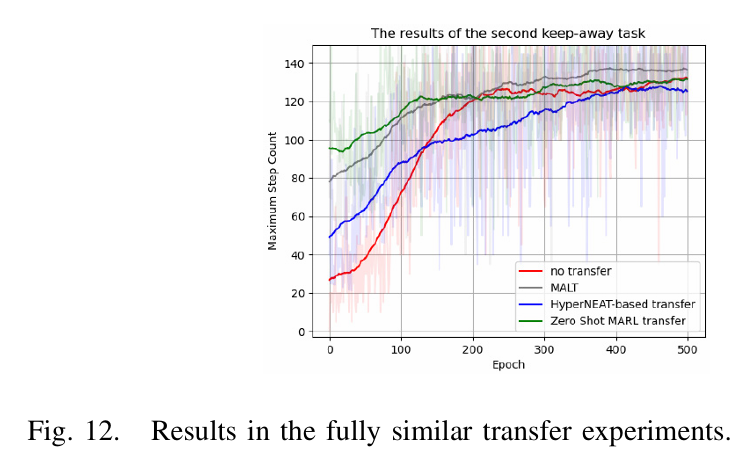 The results of the second keep-away task
Maximum Step Count
140
120
100
80
60
40
20
0
no transfer
MALT
HyperNEAT-based transfer
Zero Shot MARL transfer
0 100 200 300 400 500
Epoch
Fig. 12. Results in the fully similar transfer experiments.